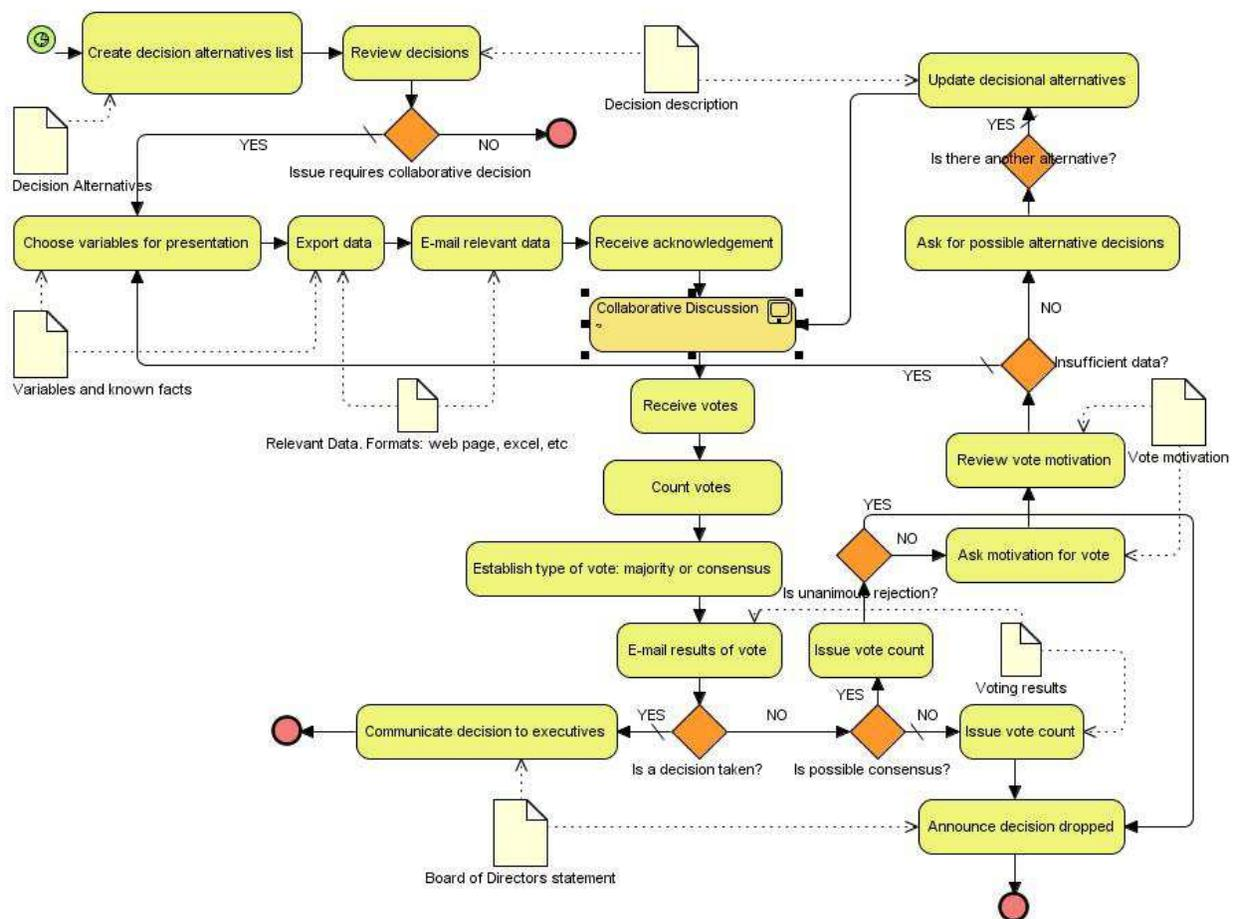 Create decision alternatives list
Review decisions
Decision description
Update decisional alternatives
Decision Alternatives
YES
NO
Issue requires collaborative decision
YES
Is there another alternative?
Choose variables for presentation
Export data
E-mail relevant data
Receive acknowledgement
Ask for possible alternative decisions
Collaborative Discussion
NO
Variables and known facts
YES
Insufficient data?
Receive votes
Relevant Data. Formats: web page, excel, etc
Review vote motivation
Vote motivation
Count votes
YES
NO
Ask motivation for vote
Establish type of vote: majority or consensus
Is unanimous rejection?
E-mail results of vote
Issue vote count
Voting results
YES
Communicate decision to executives
YES
NO
NO
Issue vote count
Is a decision taken?
Is possible consensus?
Announce decision dropped
Board of Directors statement